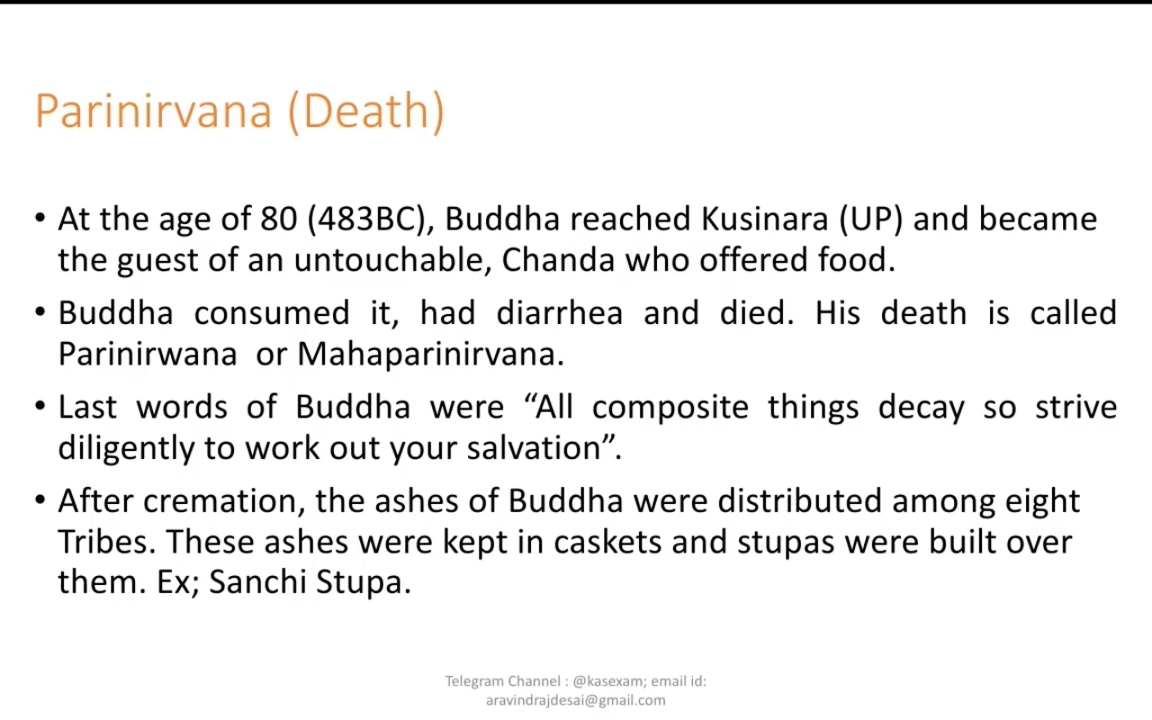 Parinirvana (Death)
• At the age of 80 (483BC), Buddha reached Kusinara (UP) and became
the guest of an untouchable, Chanda who offered food.
• Buddha consumed it, had diarrhea and died. His death is called
Parinirwana or Mahaparinirvana.
• Last words of Buddha were “All composite things decay so strive
diligently to work out your salvation”.
• After cremation, the ashes of Buddha were distributed among eight
Tribes. These ashes were kept in caskets and stupas were built over
them. Ex; Sanchi Stupa.
Telegram Channel : @kasexam; email id:
aravindrajdesai@gmail.com